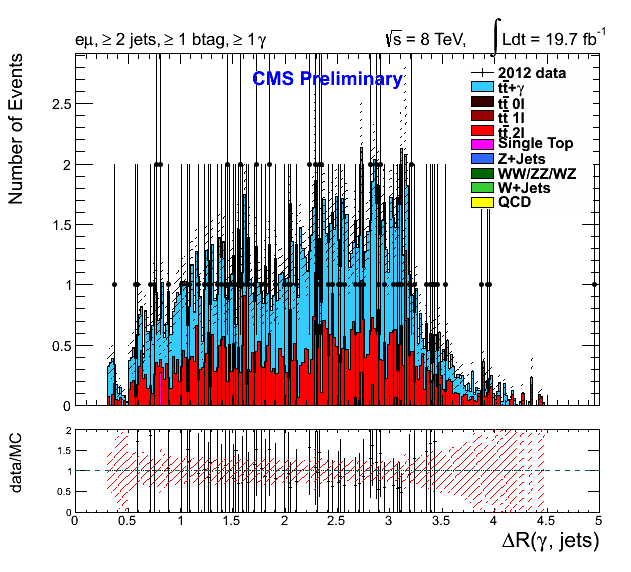 eμ, ≥ 2 jets, ≥ 1 btag, ≥ 1 γ
√s = 8 TeV, ∫ Ldt = 19.7 fb⁻¹
CMS Preliminary
2012 data
tt̄+γ
tt̄ 0l
tt̄ 1l
tt̄ 2l
Single Top
Z+Jets
WW/ZZ/WZ
W+Jets
QCD
Number of Events
2.5
2
1.5
1
0.5
0
data/MC
2
1.5
1
0.5
0
0 0.5 1 1.5 2 2.5 3 3.5 4 4.5 5
ΔR(γ, jets)